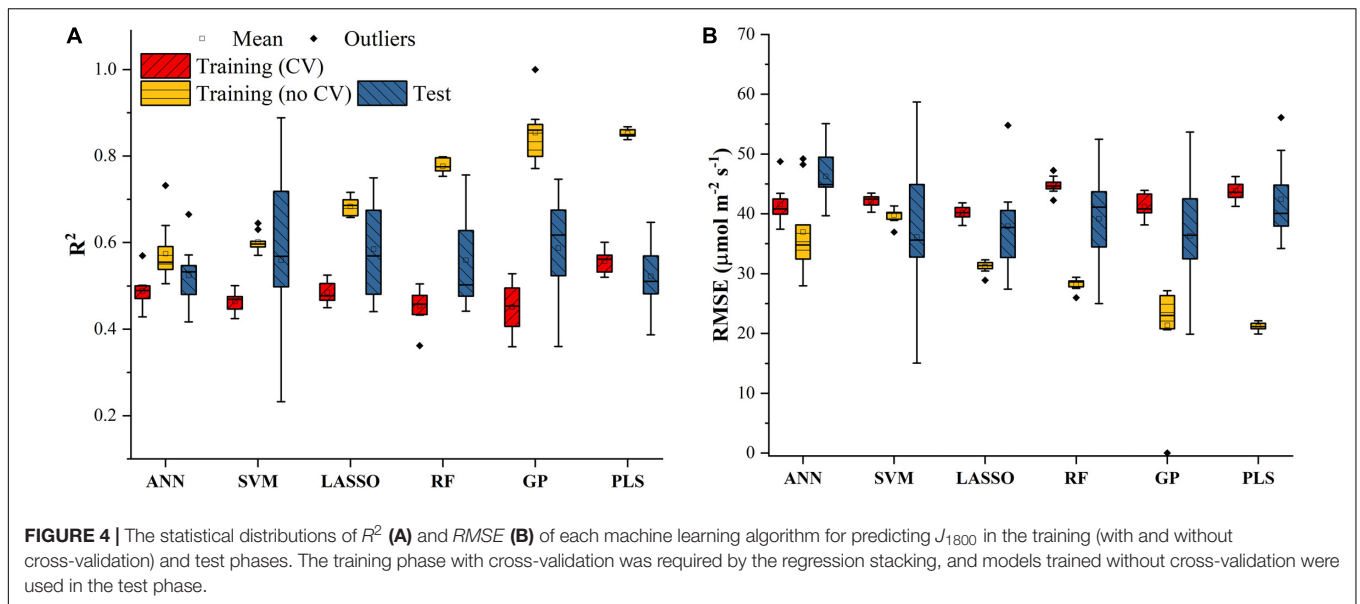 A
Mean
Outliers
Training (CV)
Training (no CV)
Test
R²
1.0
0.8
0.6
0.4
0.2
ANN SVM LASSO RF GP PLS
B
RMSE (μmol m⁻² s⁻¹)
70
60
50
40
30
20
10
0
ANN SVM LASSO RF GP PLS
FIGURE 4 | The statistical distributions of R² (A) and RMSE (B) of each machine learning algorithm for predicting J₁₈₀₀ in the training (with and without
cross-validation) and test phases. The training phase with cross-validation was required by the regression stacking, and models trained without cross-validation were
used in the test phase.